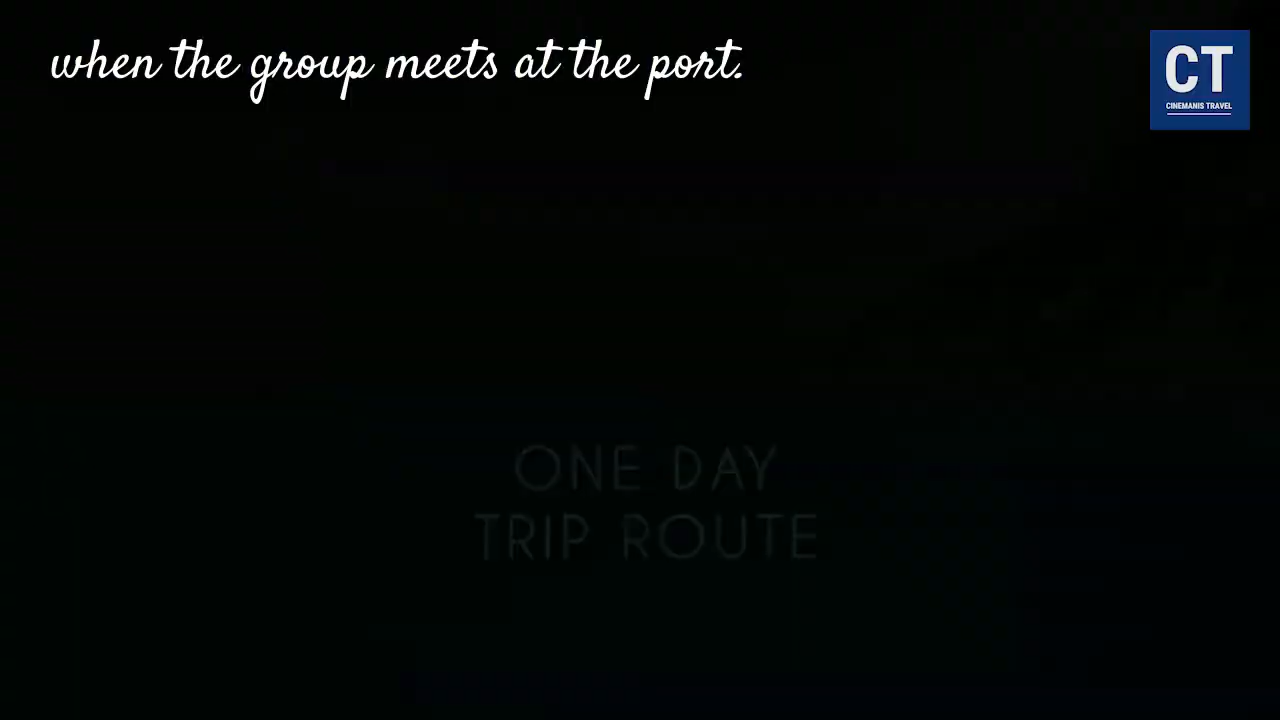 when the group meets at the port.
CT
CINEMANIS TRAVEL
ONE DAY
TRIP ROUTE